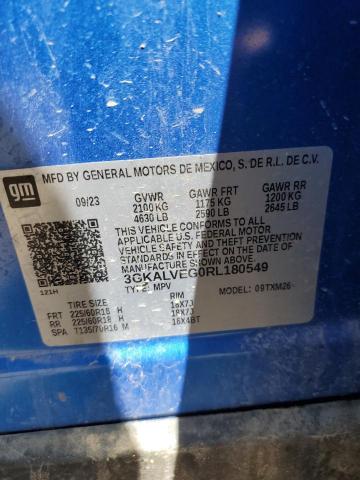 gm
MFD BY GENERAL MOTORS DE MEXICO, S. DE R.L. DE C.V.
09/23 GVWR GAWR FRT GAWR RR
2100 KG 1175 KG 1200 KG
4630 LB 2590 LB 2645 LB
THIS VEHICLE CONFORMS TO ALL APPLICABLE
U.S. FEDERAL MOTOR VEHICLE SAFETY AND THEFT PREVENTION
STANDARDS IN EFFECT ON THE DATE OF
MANUFACTURE SHOWN ABOVE.
3GKALVEG0RL180549
121H TYPE: MPV MODEL: 09TXM26
TIRE SIZE RIM
FRT 225/60R18 H 18X7J
RR 225/60R18 H 18X7J
SPA T135/70R16 M 16X4BT